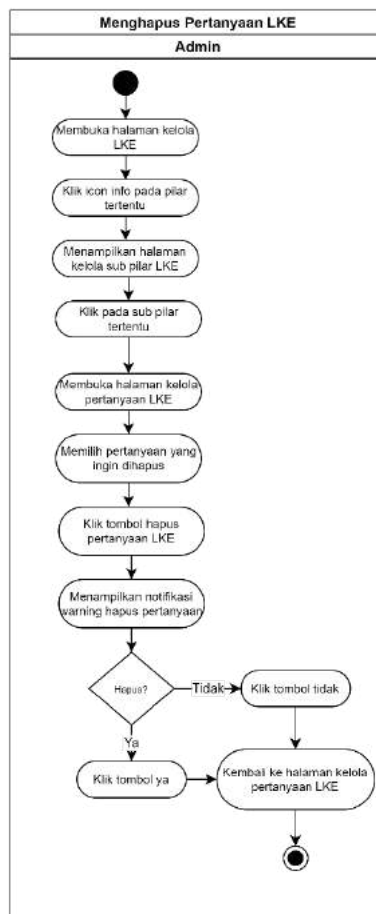 Menghapus Pertanyaan LKE
Admin
Membuka halaman kelola
LKE
Klik icon info pada pilar
tertentu
Menampilkan halaman
kelola sub pilar LKE
Klik pada sub pilar
tertentu
Membuka halaman kelola
pertanyaan LKE
Memilih pertanyaan yang
ingin dihapus
Klik tombol hapus
pertanyaan LKE
Menampilkan notifikasi
warning hapus pertanyaan
Hapus?
Tidak
Klik tombol tidak
Ya
Klik tombol ya
Kembali ke halaman kelola
pertanyaan LKE